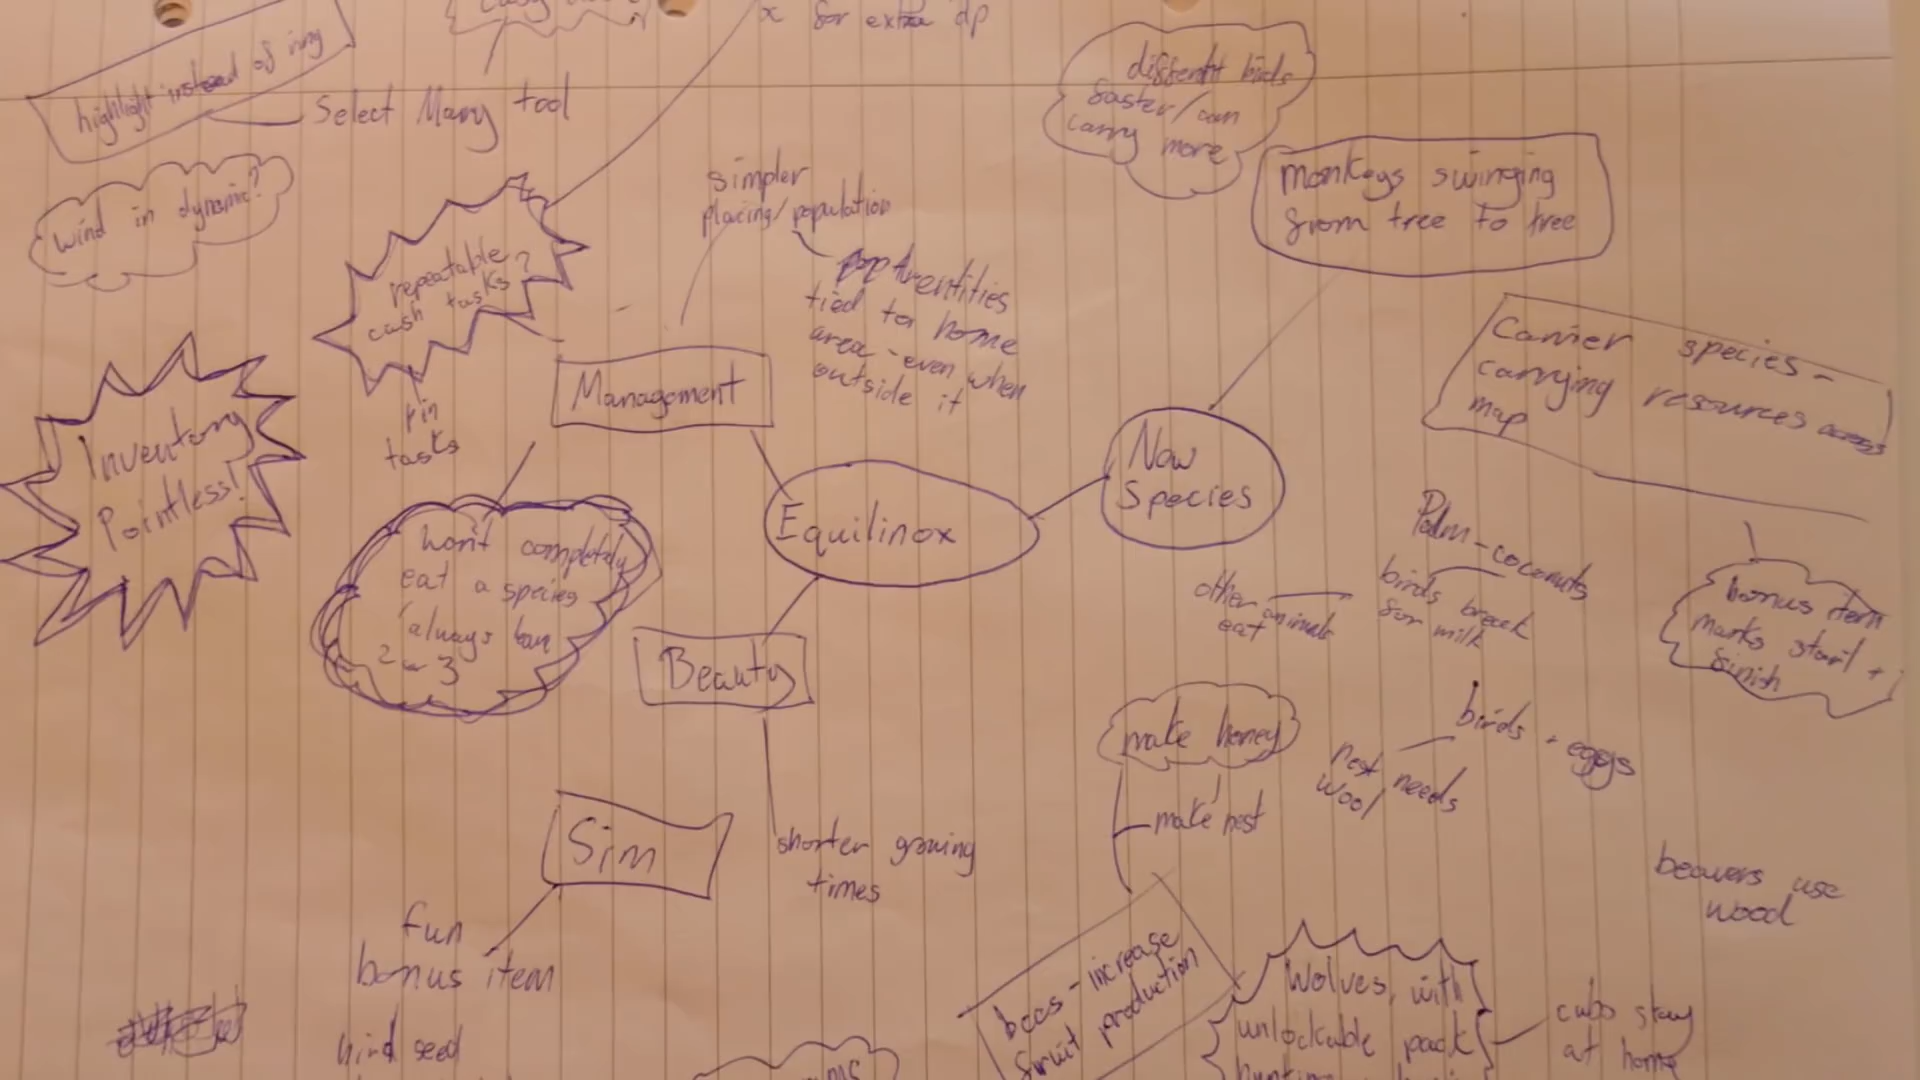 x for extra dp
highlight instead of
Select Many tool
wind in dynamic?
different birds
faster/can
carry more
monkeys swinging
from tree to tree
simpler
placing/population
entities
tied to home
area - even when
outside it
repeatable
cash tasks?
pin
tasks
Management
Inventory
Pointless!
Carrier species -
carrying resources across
map
New
Species
Equilinox
won't completely
eat a species
always
2 or 3
Palm - coconuts
birds break
for milk
other animals
eat
bonus item
marks start +
finish
Beauty
make honey
make nest
birds + eggs
nest needs
wool
Sim
shorter growing
times
beavers use
wood
fun
bonus item
seed
bees - increase
fruit production
Wolves, with
unlockable pack
cubs stay
at home